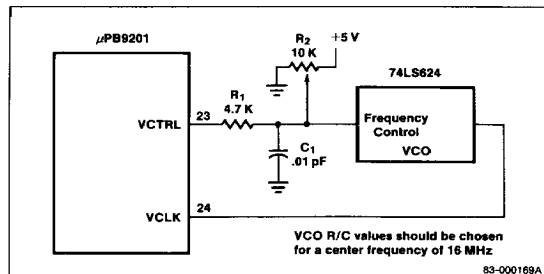 μPB9201
R2
10 K
+5 V
74LS624
R1
4.7 K
VCTRL
23
Frequency
Control
VCO
C1
.01 pF
24
VCLK
VCO R/C values should be chosen
for a center frequency of 16 MHz
83-000169A